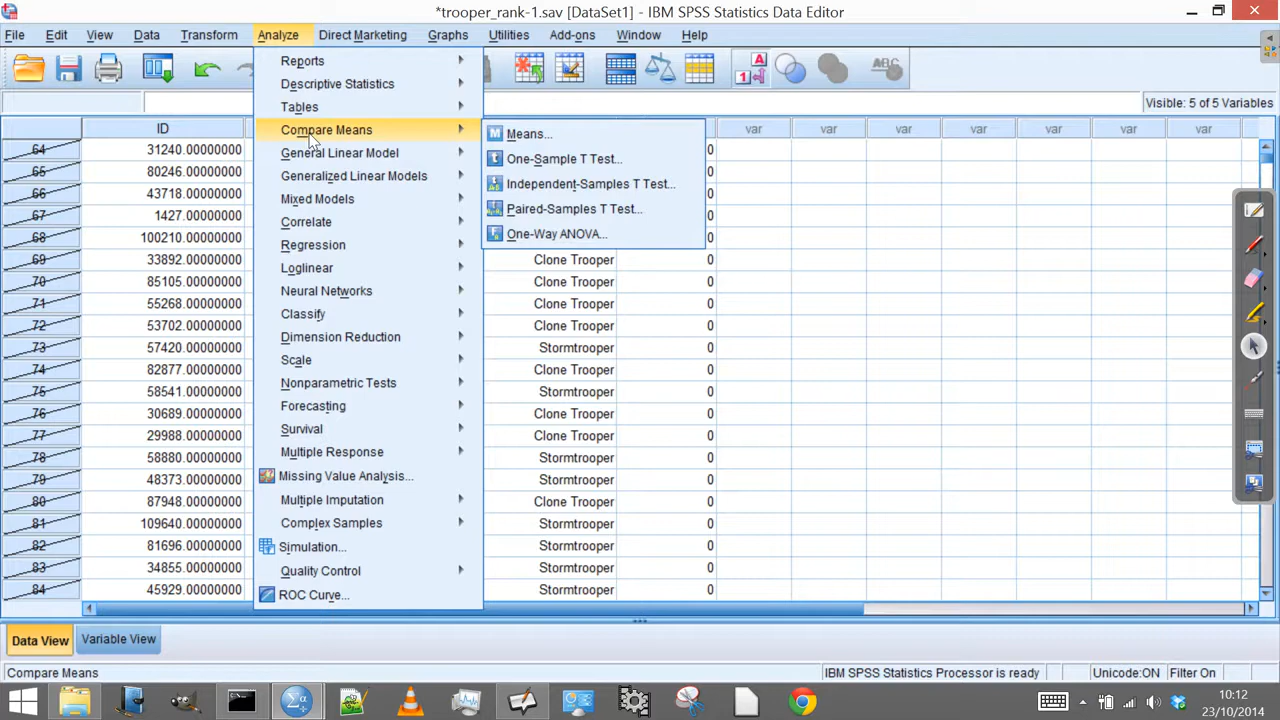 *trooper_rank-1.sav [DataSet1] - IBM SPSS Statistics Data Editor
File Edit View Data Transform Analyze Direct Marketing Graphs Utilities Add-ons Window Help
Visible: 5 of 5 Variables
Reports
Descriptive Statistics
Tables
Compare Means
General Linear Model
Generalized Linear Models
Mixed Models
Correlate
Regression
Loglinear
Neural Networks
Classify
Dimension Reduction
Scale
Nonparametric Tests
Forecasting
Survival
Multiple Response
Missing Value Analysis...
Multiple Imputation
Complex Samples
Simulation...
Quality Control
ROC Curve...
Means...
One-Sample T Test...
Independent-Samples T Test...
Paired-Samples T Test...
One-Way ANOVA...
ID var var var var var var var
64 31240.00000000 0
65 80246.00000000 0
66 43718.00000000 0
67 1427.00000000 0
68 100210.00000000 0
69 33892.00000000 Clone Trooper 0
70 85105.00000000 Clone Trooper 0
71 55268.00000000 Clone Trooper 0
72 53702.00000000 Clone Trooper 0
73 57420.00000000 Stormtrooper 0
74 82877.00000000 Clone Trooper 0
75 58541.00000000 Stormtrooper 0
76 30689.00000000 Clone Trooper 0
77 29988.00000000 Clone Trooper 0
78 58880.00000000 Stormtrooper 0
79 48373.00000000 Stormtrooper 0
80 87948.00000000 Clone Trooper 0
81 109640.00000000 Stormtrooper 0
82 81696.00000000 Stormtrooper 0
83 34855.00000000 Stormtrooper 0
84 45929.00000000 Stormtrooper 0
Data View Variable View
Compare Means IBM SPSS Statistics Processor is ready Unicode:ON Filter On
10:12
23/10/2014